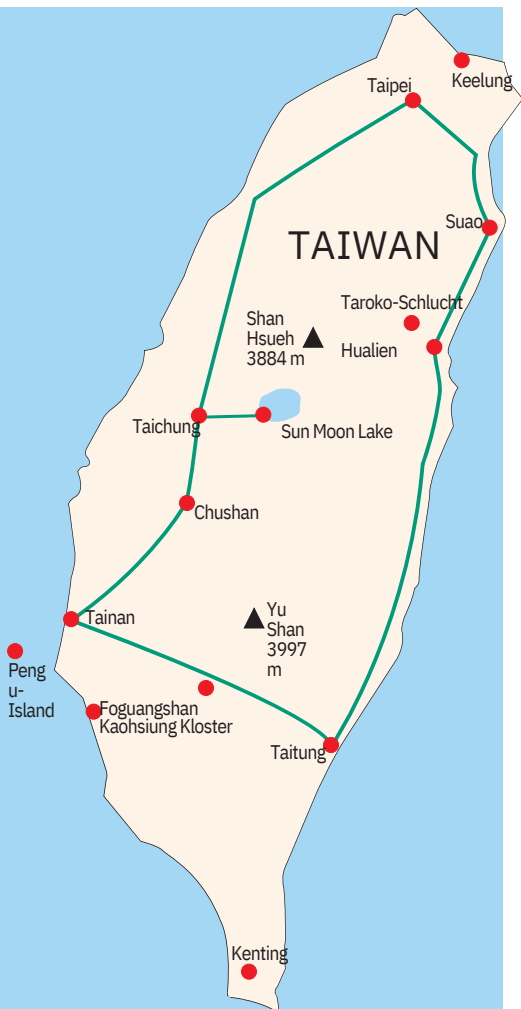 Keelung
Taipei
Suao
TAIWAN
Taroko-Schlucht
Shan
Hsueh
3884 m
Hualien
Taichung
Sun Moon Lake
Chushan
Yu
Shan
3997
m
Tainan
Peng
u-
Island
Foguangshan
Kaohsiung Kloster
Taitung
Kenting